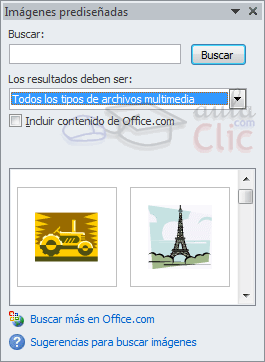 Imágenes prediseñadas
Buscar:
Buscar
Los resultados deben ser:
Todos los tipos de archivos multimedia
Incluir contenido de Office.com
aula
.com
Clic
Buscar más en Office.com
Sugerencias para buscar imágenes